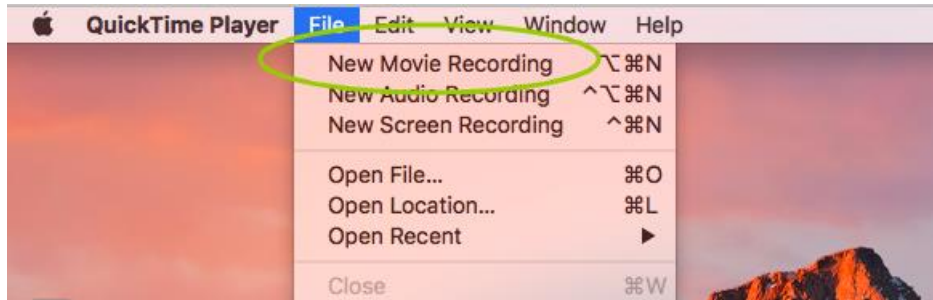 QuickTime Player File Edit View Window Help
New Movie Recording ⌥⌘N
New Audio Recording ^⌥⌘N
New Screen Recording ^⌘N
Open File... ⌘O
Open Location... ⌘L
Open Recent ▶
Close ⌘W